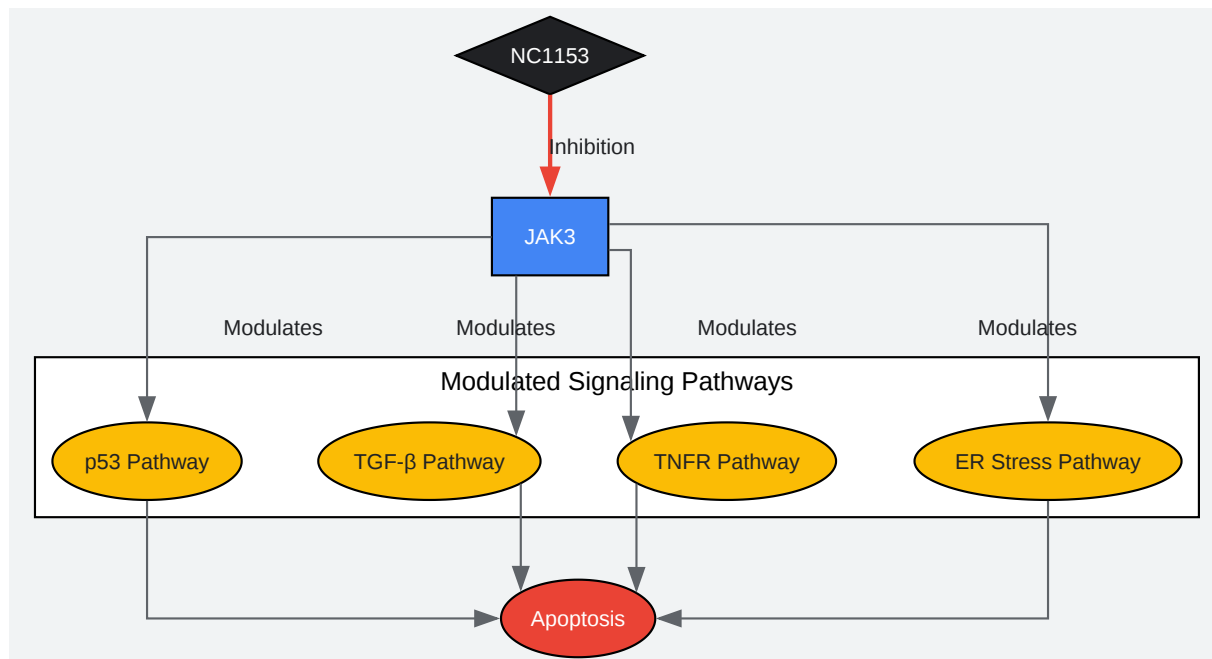 NC1153
Inhibition
JAK3
Modulates
Modulates
Modulates
Modulates
Modulated Signaling Pathways
p53 Pathway
TGF-β Pathway
TNFR Pathway
ER Stress Pathway
Apoptosis